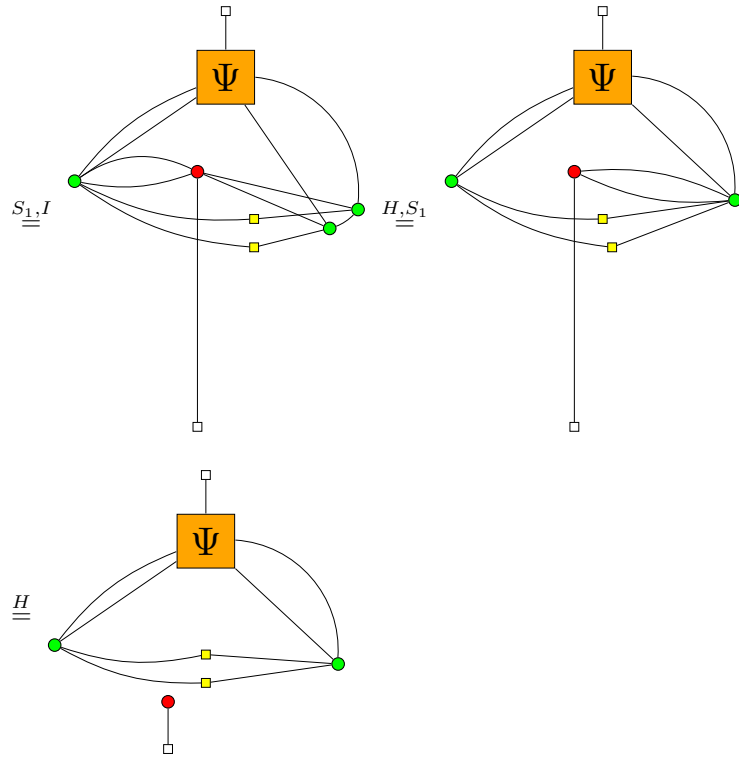 Ψ
Ψ
S₁,I
=
H,S₁
=
Ψ
H
=